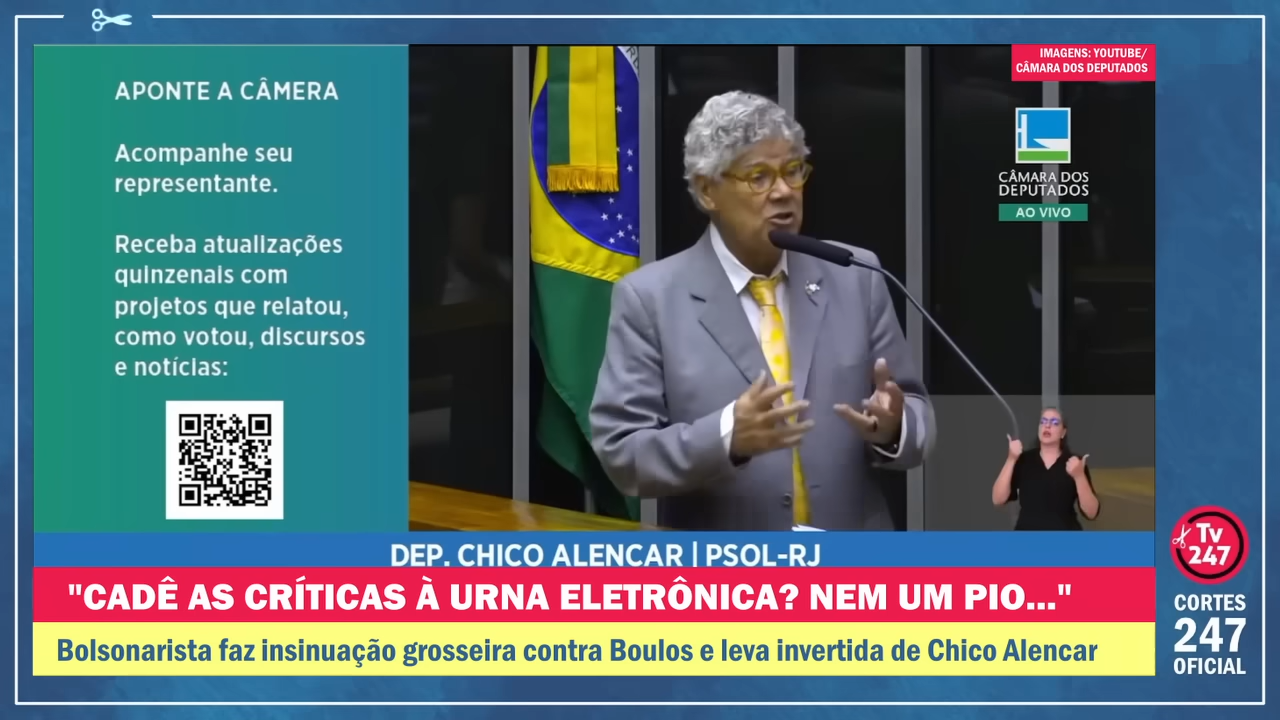 APONTE A CÂMERA
Acompanhe seu
representante.
Receba atualizações
quinzenais com
projetos que relatou,
como votou, discursos
e notícias:
IMAGENS: YOUTUBE/
CÂMARA DOS DEPUTADOS
CÂMARA DOS
DEPUTADOS
AO VIVO
DEP. CHICO ALENCAR | PSOL-RJ
"CADÊ AS CRÍTICAS À URNA ELETRÔNICA? NEM UM PIO..."
Bolsonarista faz insinuação grosseira contra Boulos e leva invertida de Chico Alencar
Tv
247
CORTES
247
OFICIAL